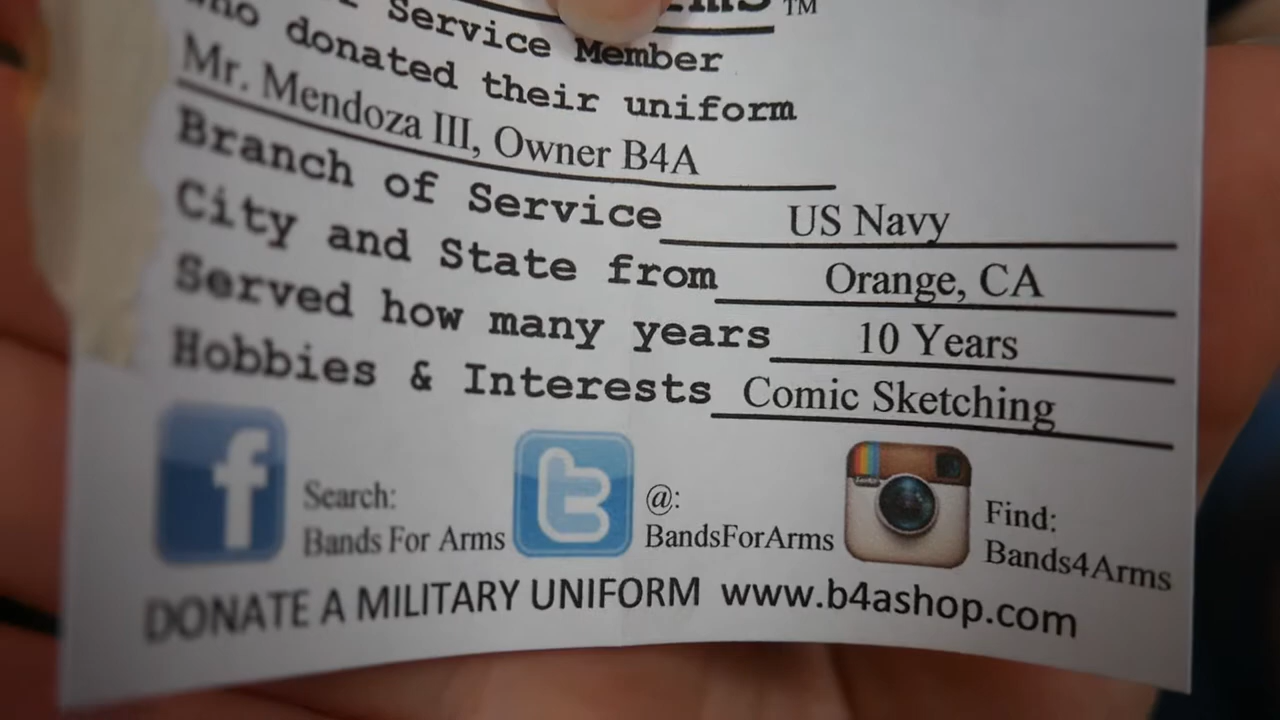 Service Member
who donated their uniform
Mr. Mendoza III, Owner B4A
Branch of Service US Navy
City and State from Orange, CA
Served how many years 10 Years
Hobbies & Interests Comic Sketching
Search:
Bands For Arms
@:
BandsForArms
Find:
Bands4Arms
DONATE A MILITARY UNIFORM www.b4ashop.com